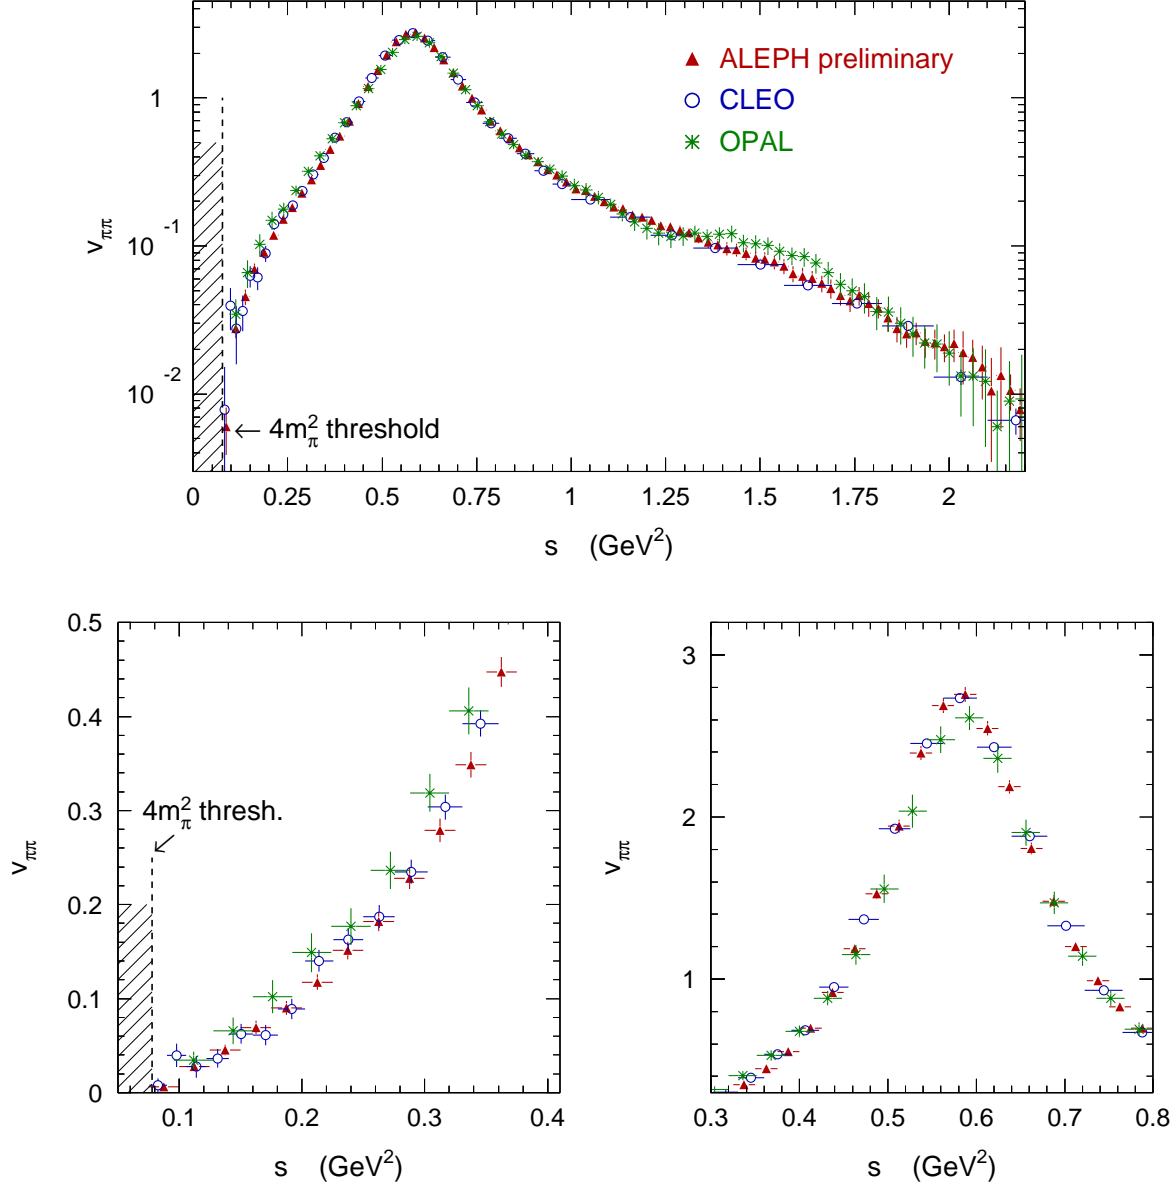 v_ππ
1
10^-1
10^-2
ALEPH preliminary
CLEO
OPAL
← 4m_π^2 threshold
0 0.25 0.5 0.75 1 1.25 1.5 1.75 2
s (GeV^2)
v_ππ
0.5
0.4
0.3
0.2
0.1
0
4m_π^2 thresh.
0.1 0.2 0.3 0.4
s (GeV^2)
v_ππ
3
2
1
0.3 0.4 0.5 0.6 0.7 0.8
s (GeV^2)